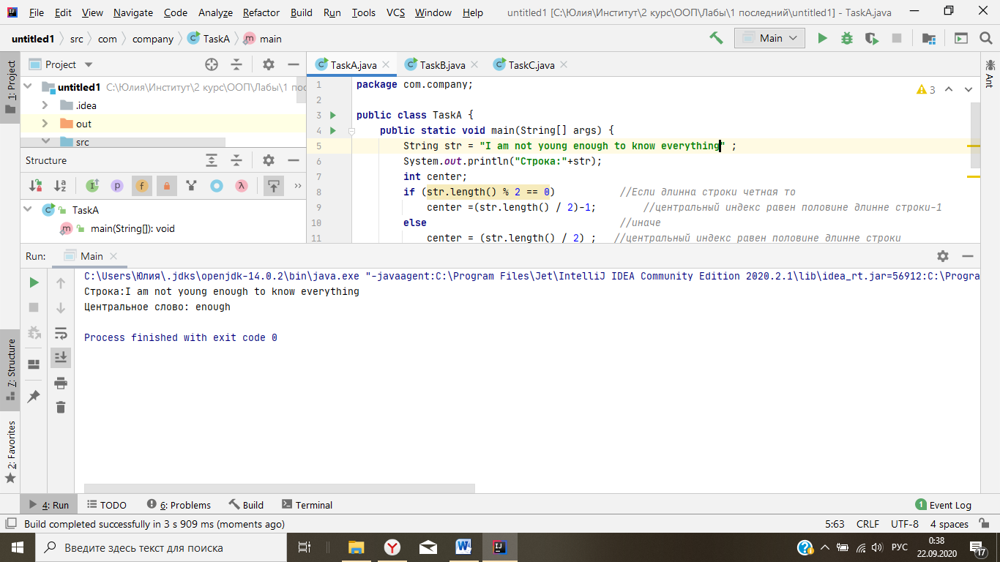 File Edit View Navigate Code Analyze Refactor Build Run Tools VCS Window Help untitled1 [C:\Юлия\Институт\2 курс\ООП\Лабы\1 последний\untitled1] - TaskA.java
untitled1 src com company TaskA main Main
1: Project
Project
untitled1 C:\Юлия\Институт\2 курс\ООП\Лабы\1 пос
.idea
out
src
Structure
TaskA
main(String[]): void
TaskA.java TaskB.java TaskC.java
Ant
3
1 package com.company;
2
3 public class TaskA {
4 public static void main(String[] args) {
5 String str = "I am not young enough to know everything" ;
6 System.out.println("Строка:"+str);
7 int center;
8 if (str.length() % 2 == 0) //Если длинна строки четная то
9 center =(str.length() / 2)-1; //центральный индекс равен половине длинне строки-1
10 else //иначе
11 center = (str.length() / 2) ; //центральный индекс равен половине длинне строки
Run: Main
C:\Users\Юлия\.jdks\openjdk-14.0.2\bin\java.exe "-javaagent:C:\Program Files\Jet\IntelliJ IDEA Community Edition 2020.2.1\lib\idea_rt.jar=56912:C:\Progra
Строка:I am not young enough to know everything
Центральное слово: enough
Process finished with exit code 0
7: Structure
2: Favorites
4: Run TODO 6: Problems Build Terminal 1 Event Log
Build completed successfully in 3 s 909 ms (moments ago) 5:63 CRLF UTF-8 4 spaces
Введите здесь текст для поиска
РУС
0:38
22.09.2020
17